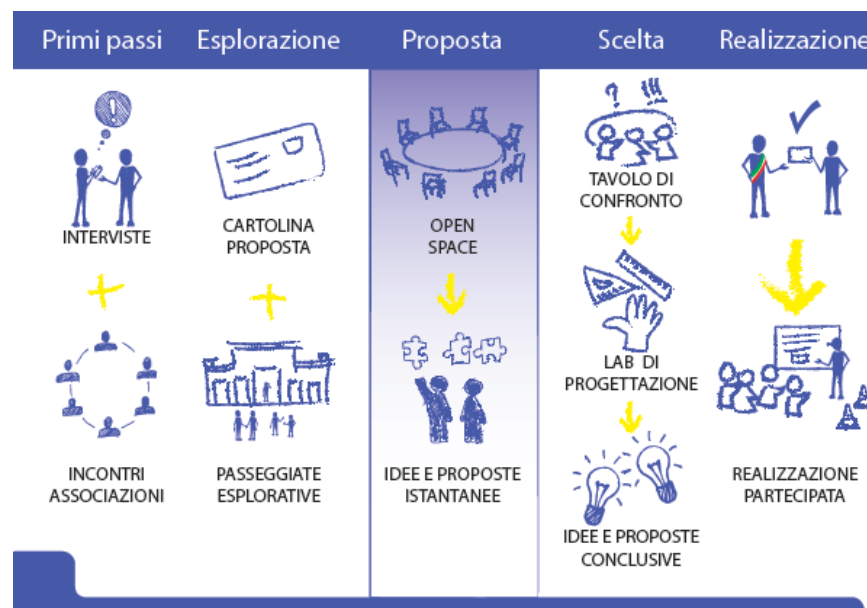 Primi passi
Esplorazione
Proposta
Scelta
Realizzazione
INTERVISTE
INCONTRI
ASSOCIAZIONI
CARTOLINA
PROPOSTA
PASSEGGIATE
ESPLORATIVE
OPEN
SPACE
IDEE E PROPOSTE
ISTANTANEE
? !!!
TAVOLO DI
CONFRONTO
LAB DI
PROGETTAZIONE
IDEE E PROPOSTE
CONCLUSIVE
REALIZZAZIONE
PARTECIPATA